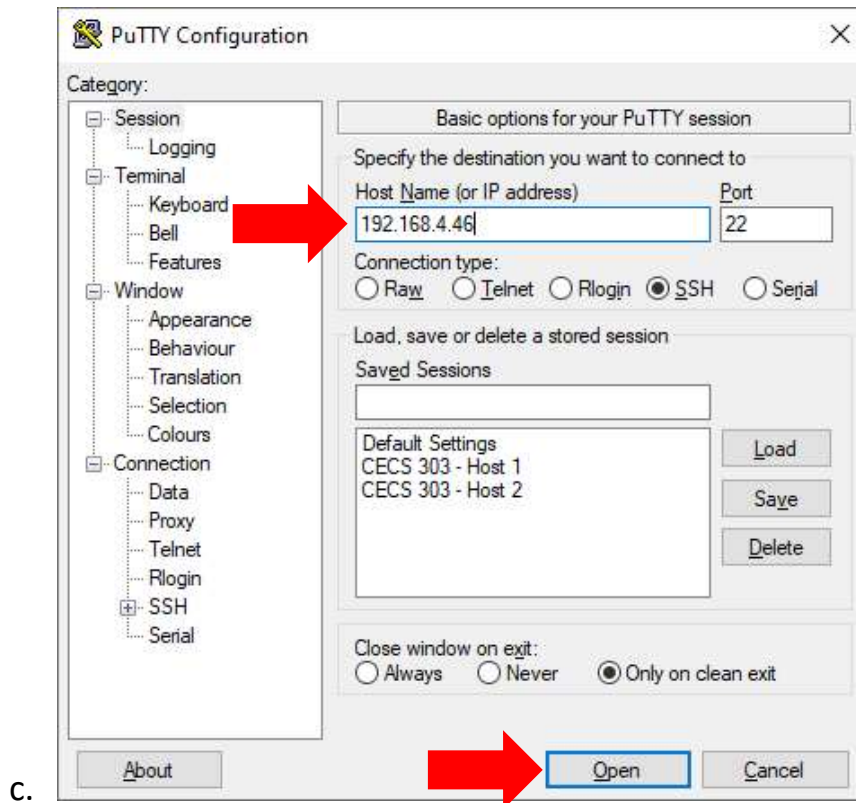 PuTTY Configuration
Category:
Session
Logging
Terminal
Keyboard
Bell
Features
Window
Appearance
Behaviour
Translation
Selection
Colours
Connection
Data
Proxy
Telnet
Rlogin
SSH
Serial
Basic options for your PuTTY session
Specify the destination you want to connect to
Host Name (or IP address) Port
192.168.4.46 22
Connection type:
Raw Telnet Rlogin SSH Serial
Load, save or delete a stored session
Saved Sessions
Default Settings
CECS 303 - Host 1
CECS 303 - Host 2
Load
Save
Delete
Close window on exit:
Always Never Only on clean exit
c. About Open Cancel